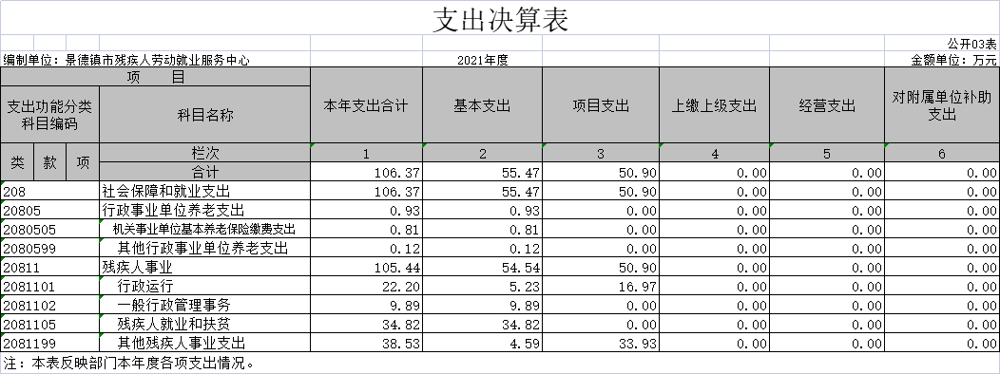 支出决算表
公开03表
编制单位：景德镇市残疾人劳动就业服务中心 2021年度 金额单位：万元
项 目 本年支出合计 基本支出 项目支出 上缴上级支出 经营支出 对附属单位补助支出
支出功能分类科目编码 科目名称
类 款 项 栏次 1 2 3 4 5 6
合计 106.37 55.47 50.90 0.00 0.00 0.00
208 社会保障和就业支出 106.37 55.47 50.90 0.00 0.00 0.00
20805 行政事业单位养老支出 0.93 0.93 0.00 0.00 0.00 0.00
2080505 机关事业单位基本养老保险缴费支出 0.81 0.81 0.00 0.00 0.00 0.00
2080599 其他行政事业单位养老支出 0.12 0.12 0.00 0.00 0.00 0.00
20811 残疾人事业 105.44 54.54 50.90 0.00 0.00 0.00
2081101 行政运行 22.20 5.23 16.97 0.00 0.00 0.00
2081102 一般行政管理事务 9.89 9.89 0.00 0.00 0.00 0.00
2081105 残疾人就业和扶贫 34.82 34.82 0.00 0.00 0.00 0.00
2081199 其他残疾人事业支出 38.53 4.59 33.93 0.00 0.00 0.00
注：本表反映部门本年度各项支出情况。